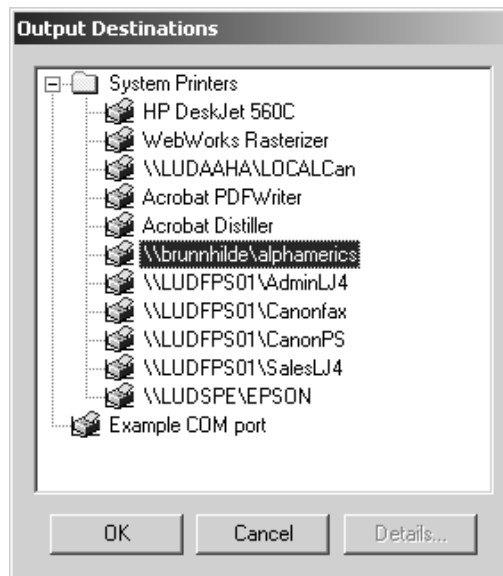 Output Destinations
System Printers
HP DeskJet 560C
WebWorks Rasterizer
\\LUDAAHA\LOCALCan
Acrobat PDFWriter
Acrobat Distiller
\\brunnhilde\alphamerics
\\LUDFPS01\AdminLJ4
\\LUDFPS01\Canonfax
\\LUDFPS01\CanonPS
\\LUDFPS01\SalesLJ4
\\LUDSPE\EPSON
Example COM port
OK Cancel Details...